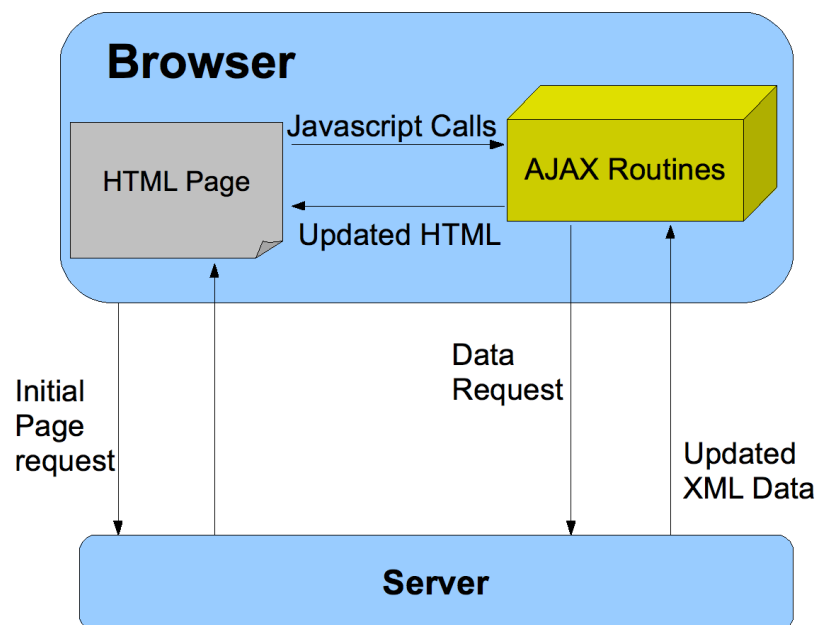 Browser
Javascript Calls
HTML Page
AJAX Routines
Updated HTML
Initial
Page
request
Data
Request
Updated
XML Data
Server